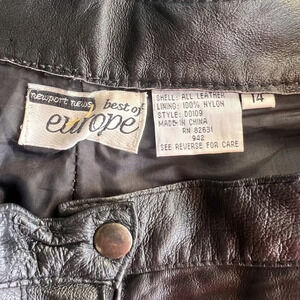 newport news
best of
europe
SHELL: ALL LEATHER
LINING: 100% NYLON
STYLE: D0109
MADE IN CHINA
RN 82631
942
SEE REVERSE FOR CARE
14